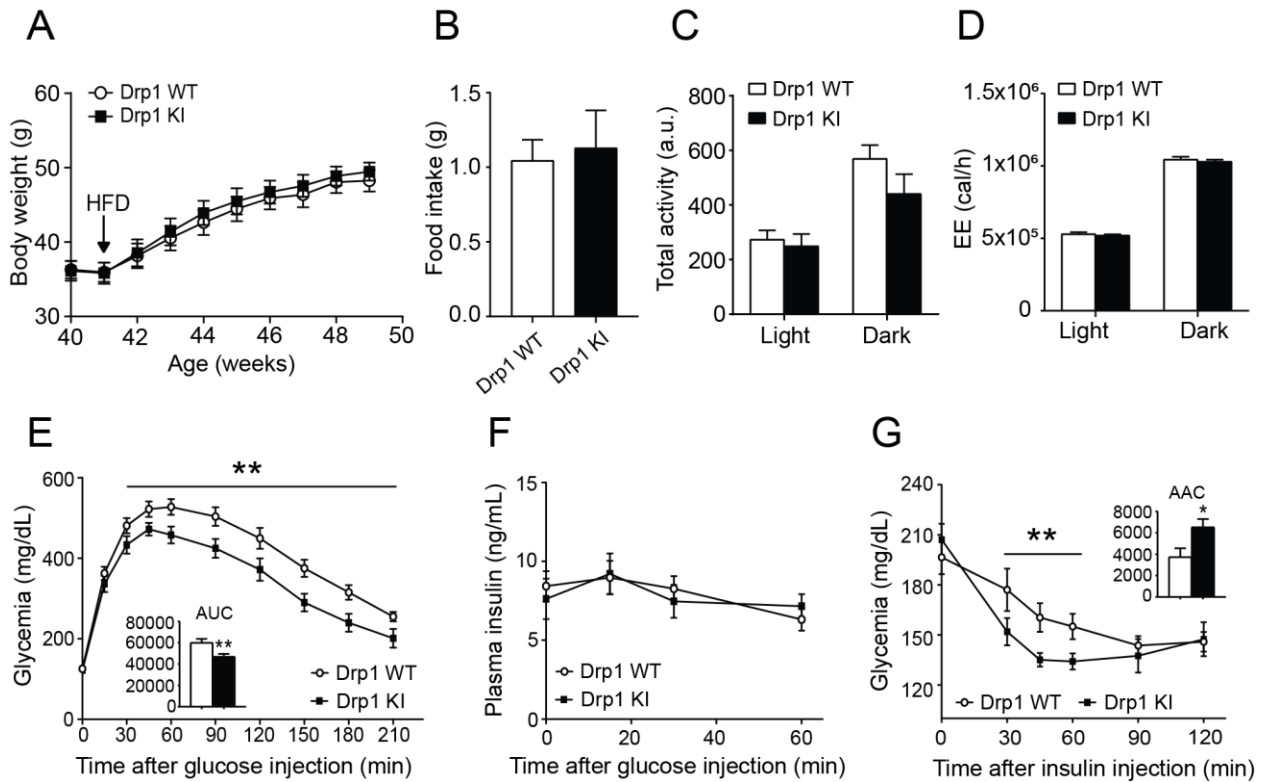 A
Drp1 WT
Drp1 KI
Body weight (g)
60
50
40
30
HFD
40 42 44 46 48 50
Age (weeks)
B
Food intake (g)
1.5
1.0
0.5
0.0
Drp1 WT
Drp1 KI
C
Drp1 WT
Drp1 KI
Total activity (a.u.)
800
600
400
200
0
Light Dark
D
Drp1 WT
Drp1 KI
EE (cal/h)
1.5x10⁶
1x10⁶
5x10⁵
0
Light Dark
E
**
Glycemia (mg/dL)
600
400
200
0
AUC
80000
60000
40000
20000
0
**
Drp1 WT
Drp1 KI
0 30 60 90 120 150 180 210
Time after glucose injection (min)
F
Plasma insulin (ng/mL)
15
10
5
0
Drp1 WT
Drp1 KI
0 20 40 60
Time after glucose injection (min)
G
**
Glycemia (mg/dL)
240
210
180
150
120
AAC
8000
6000
4000
2000
0
*
Drp1 WT Drp1 KI
0 30 60 90 120
Time after insulin injection (min)